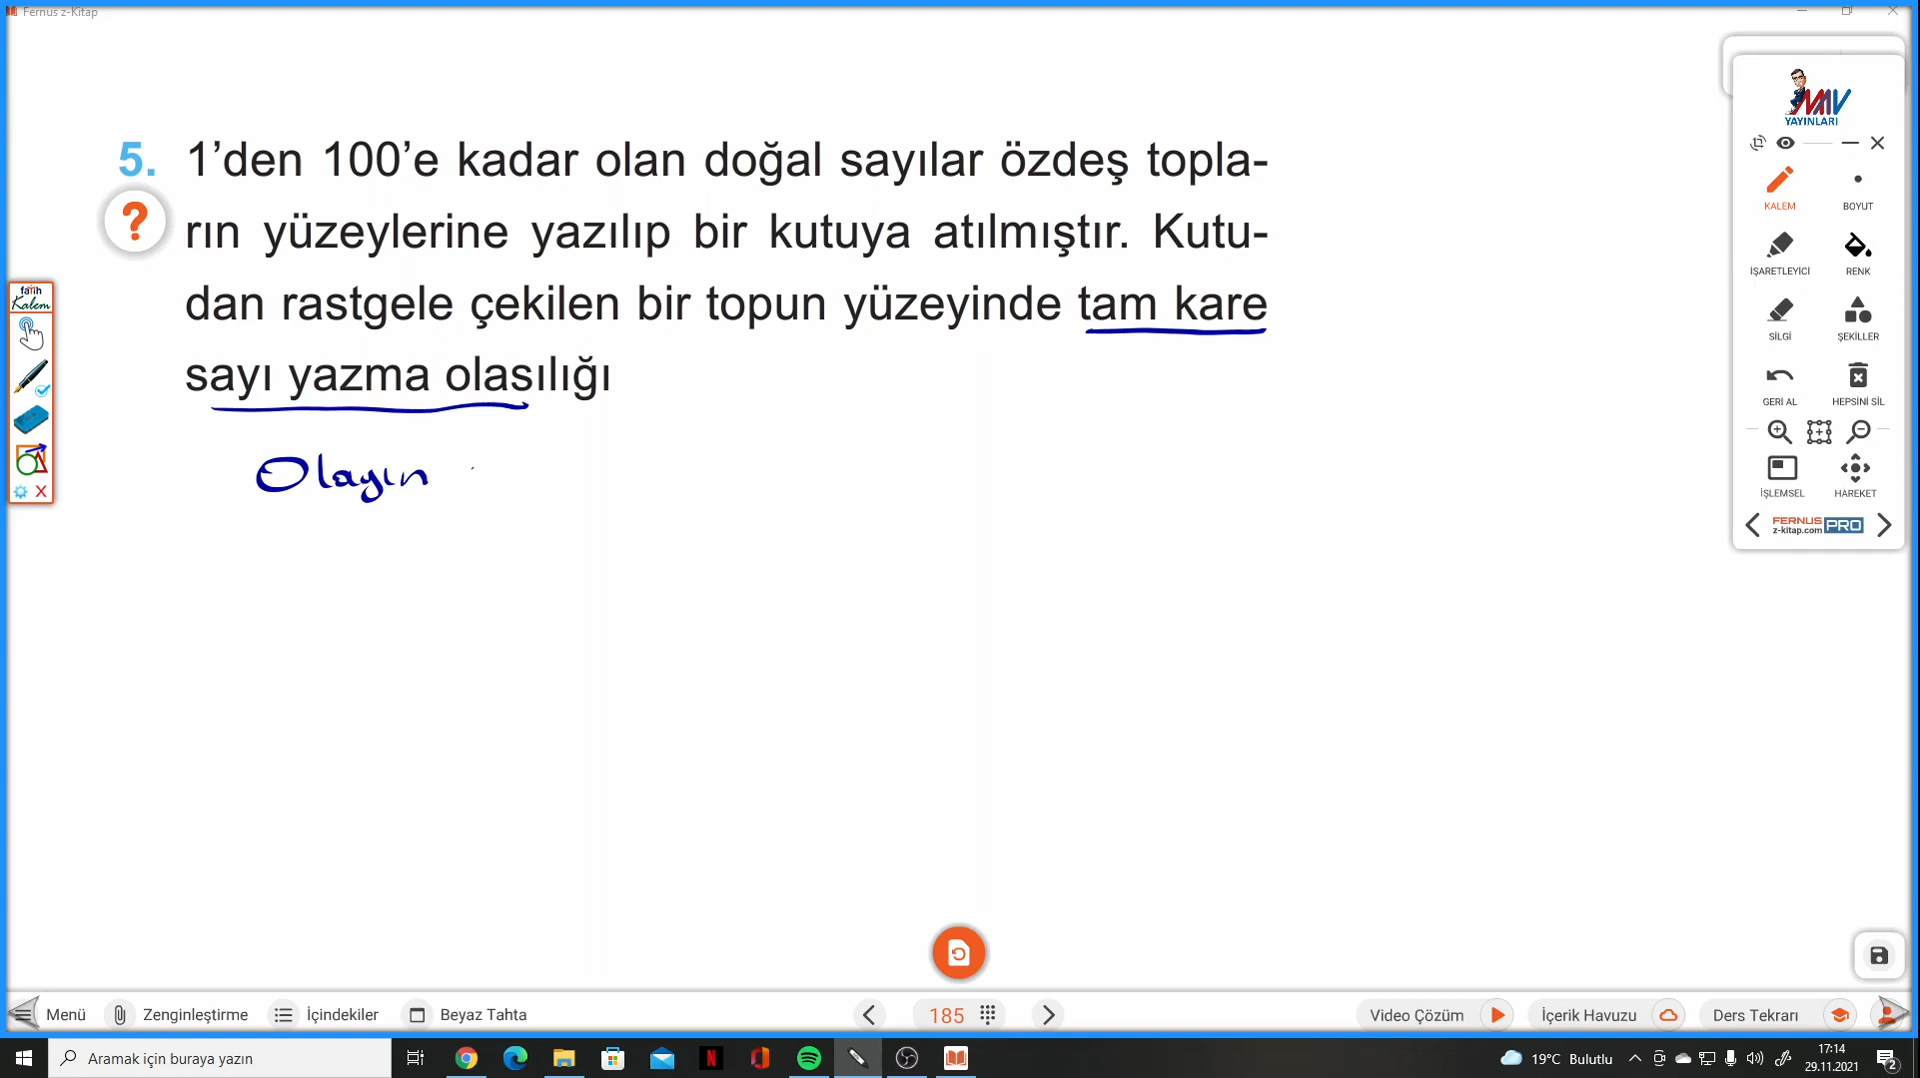 Fernus z-Kitap
5. 1'den 100'e kadar olan doğal sayılar özdeş topla-
rın yüzeylerine yazılıp bir kutuya atılmıştır. Kutu-
dan rastgele çekilen bir topun yüzeyinde tam kare
sayı yazma olasılığı
Olayın
?
fatih
Kalem
X
MAV
YAYINLARI
KALEM
BOYUT
İŞARETLEYİCİ
RENK
SİLGİ
ŞEKİLLER
GERİ AL
HEPSİNİ SİL
İŞLEMSEL
HAREKET
FERNUS
z-kitap.com PRO
Menü
Zenginleştirme
İçindekiler
Beyaz Tahta
185
Video Çözüm
İçerik Havuzu
Ders Tekrarı
Aramak için buraya yazın
N
19°C Bulutlu
17:14
29.11.2021
2